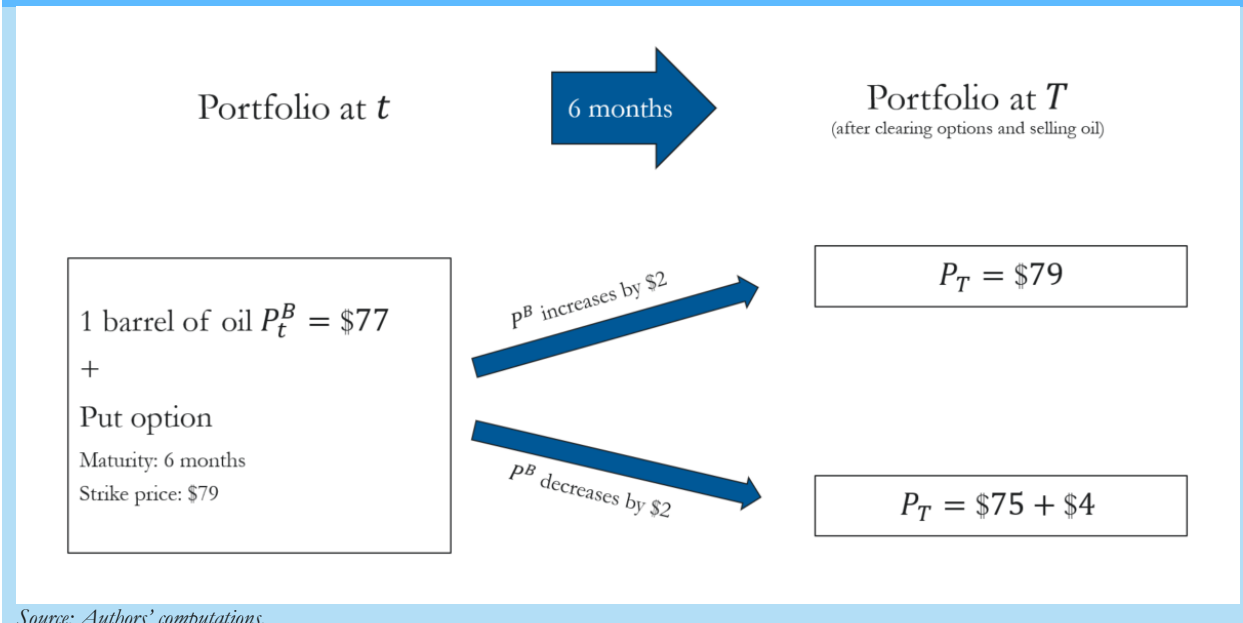 Portfolio at t
6 months
Portfolio at T
(after clearing options and selling oil)
1 barrel of oil P_t^B = $77
+
Put option
Maturity: 6 months
Strike price: $79
P^B increases by $2
P_T = $79
P^B decreases by $2
P_T = $75 + $4
Source: Authors' computations